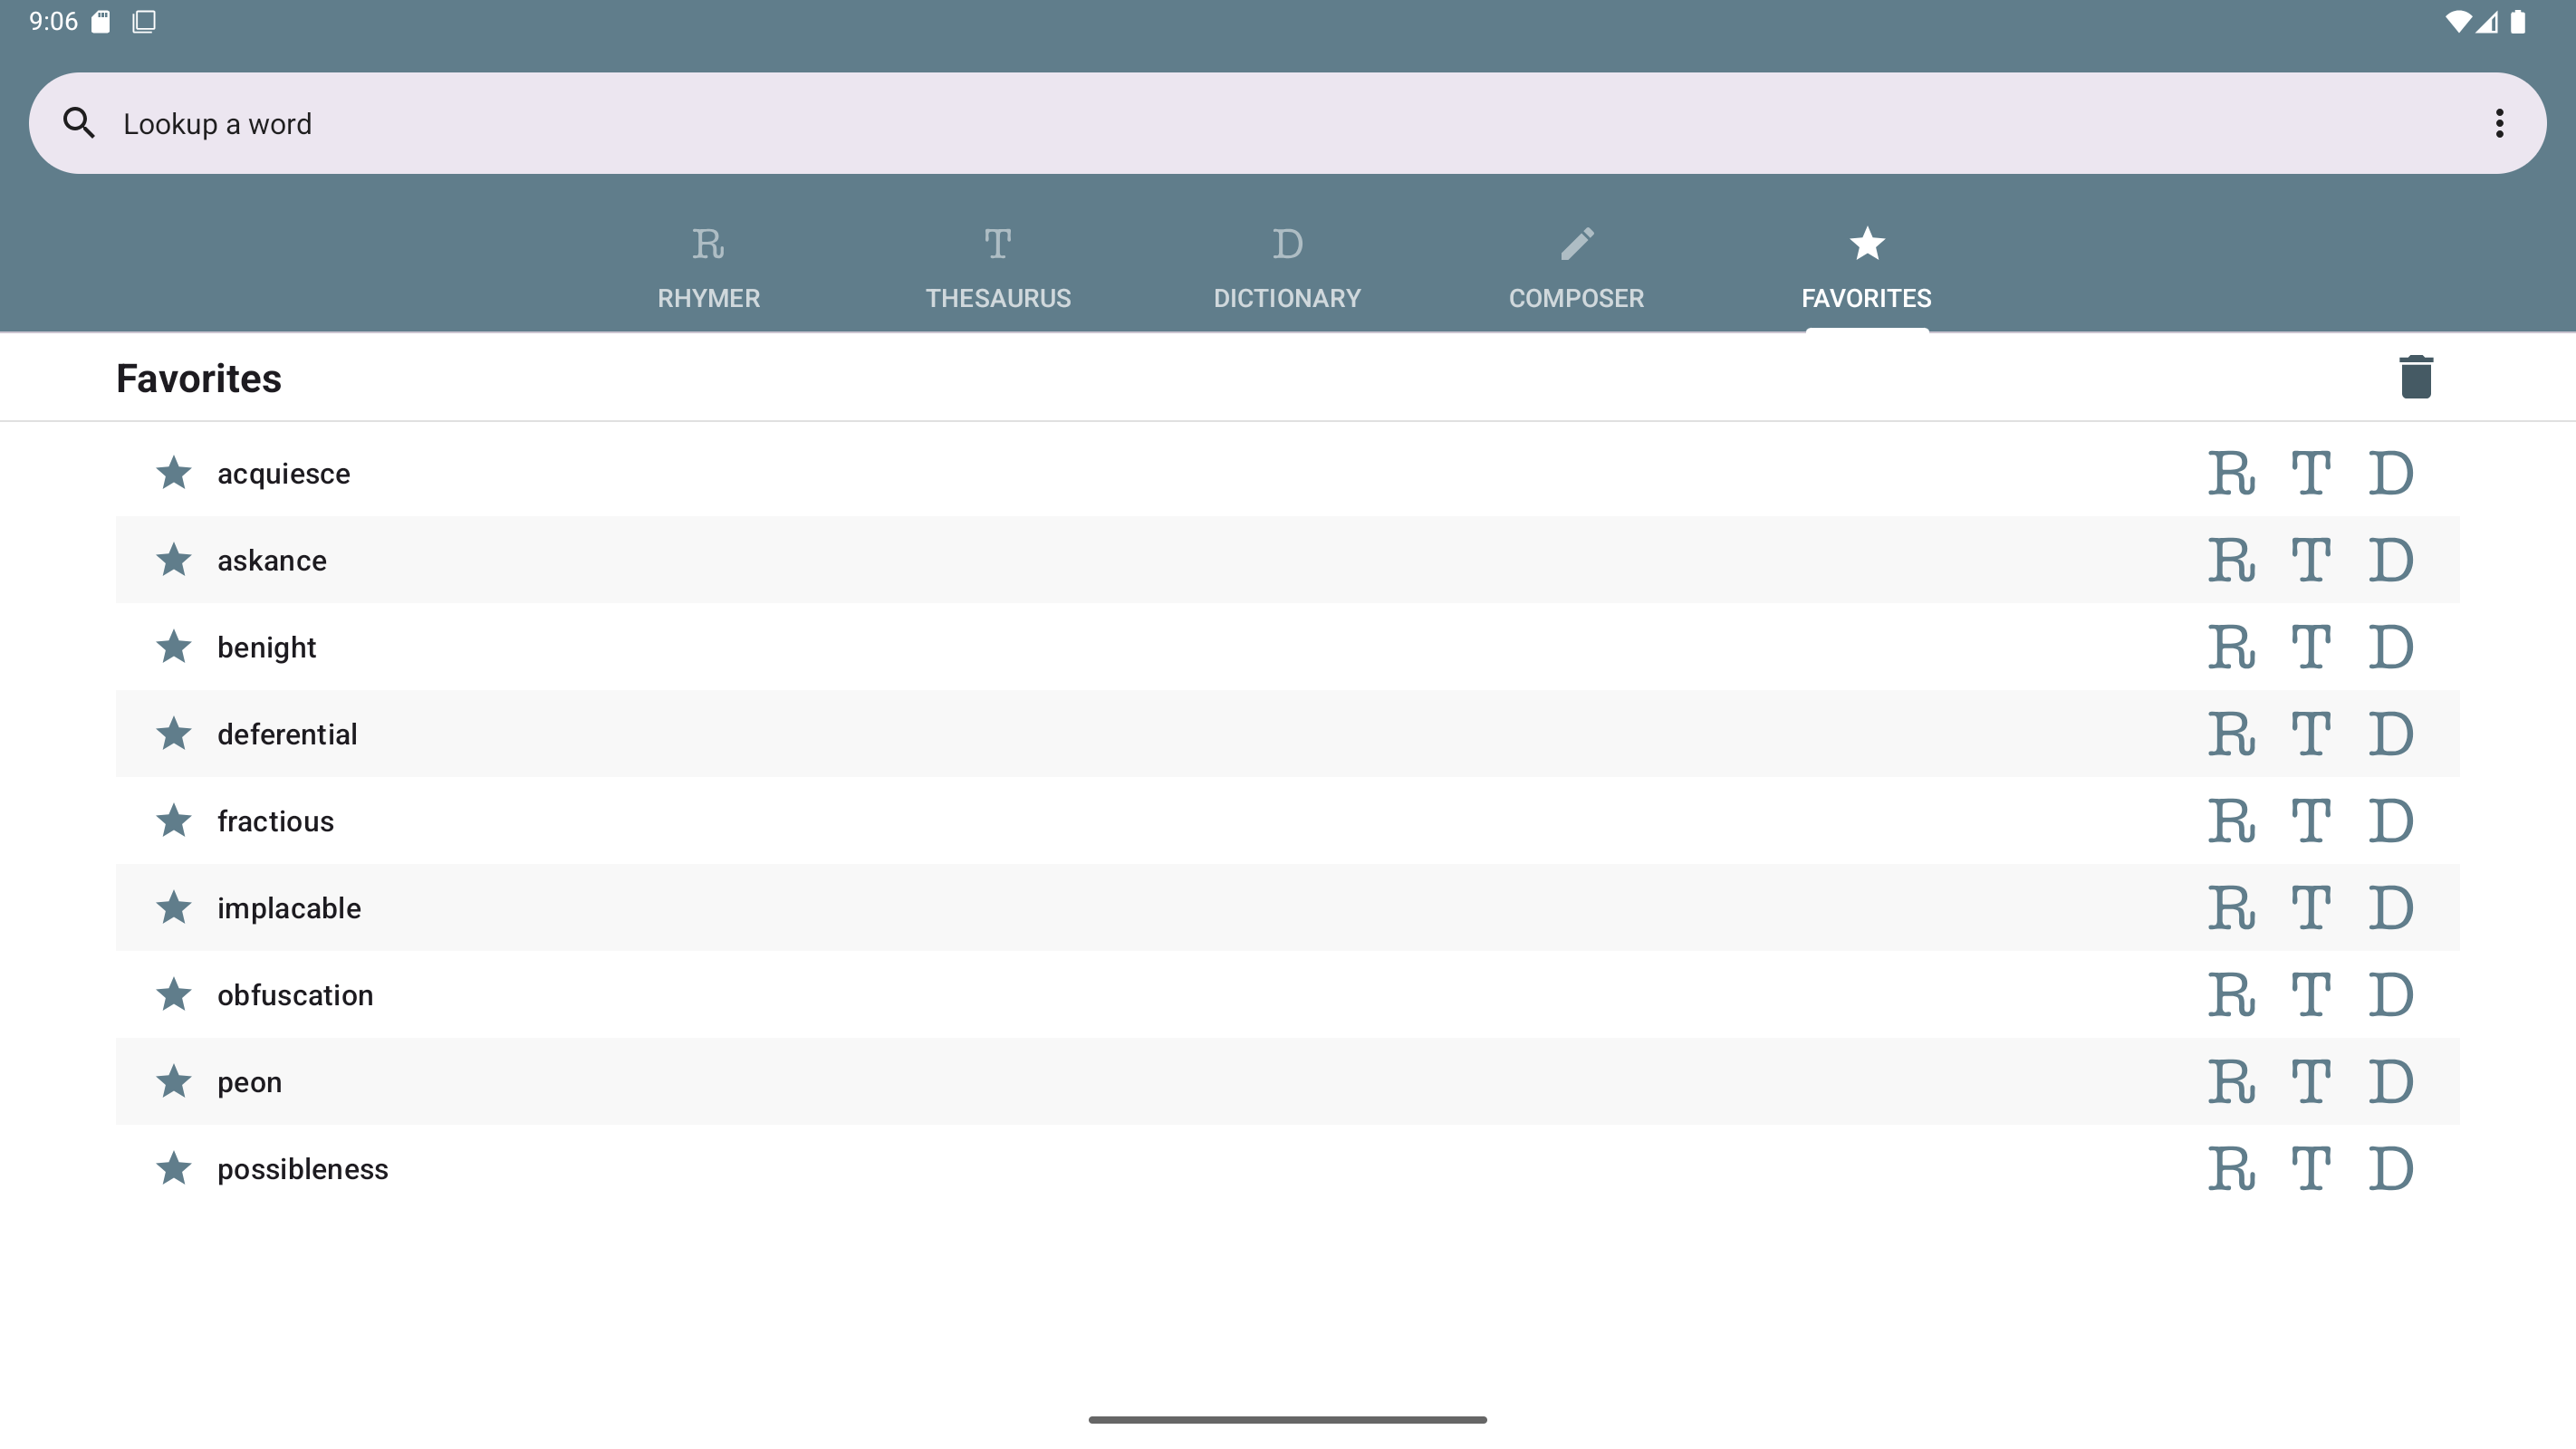 9:06
Lookup a word
R T D
RHYMER THESAURUS DICTIONARY COMPOSER FAVORITES
Favorites
acquiesce R T D
askance R T D
benight R T D
deferential R T D
fractious R T D
implacable R T D
obfuscation R T D
peon R T D
possibleness R T D